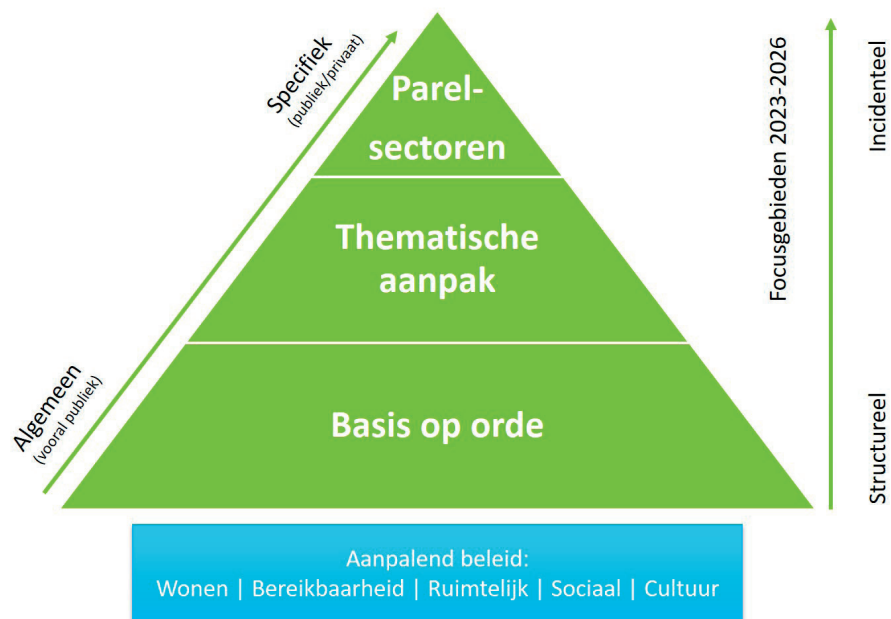 Specifiek
(publiek/privaat)
Algemeen
(vooral publiek)
Parel-
sectoren
Thematische
aanpak
Basis op orde
Focusgebieden 2023-2026
Incidenteel
Structureel
Aanpalend beleid:
Wonen | Bereikbaarheid | Ruimtelijk | Sociaal | Cultuur